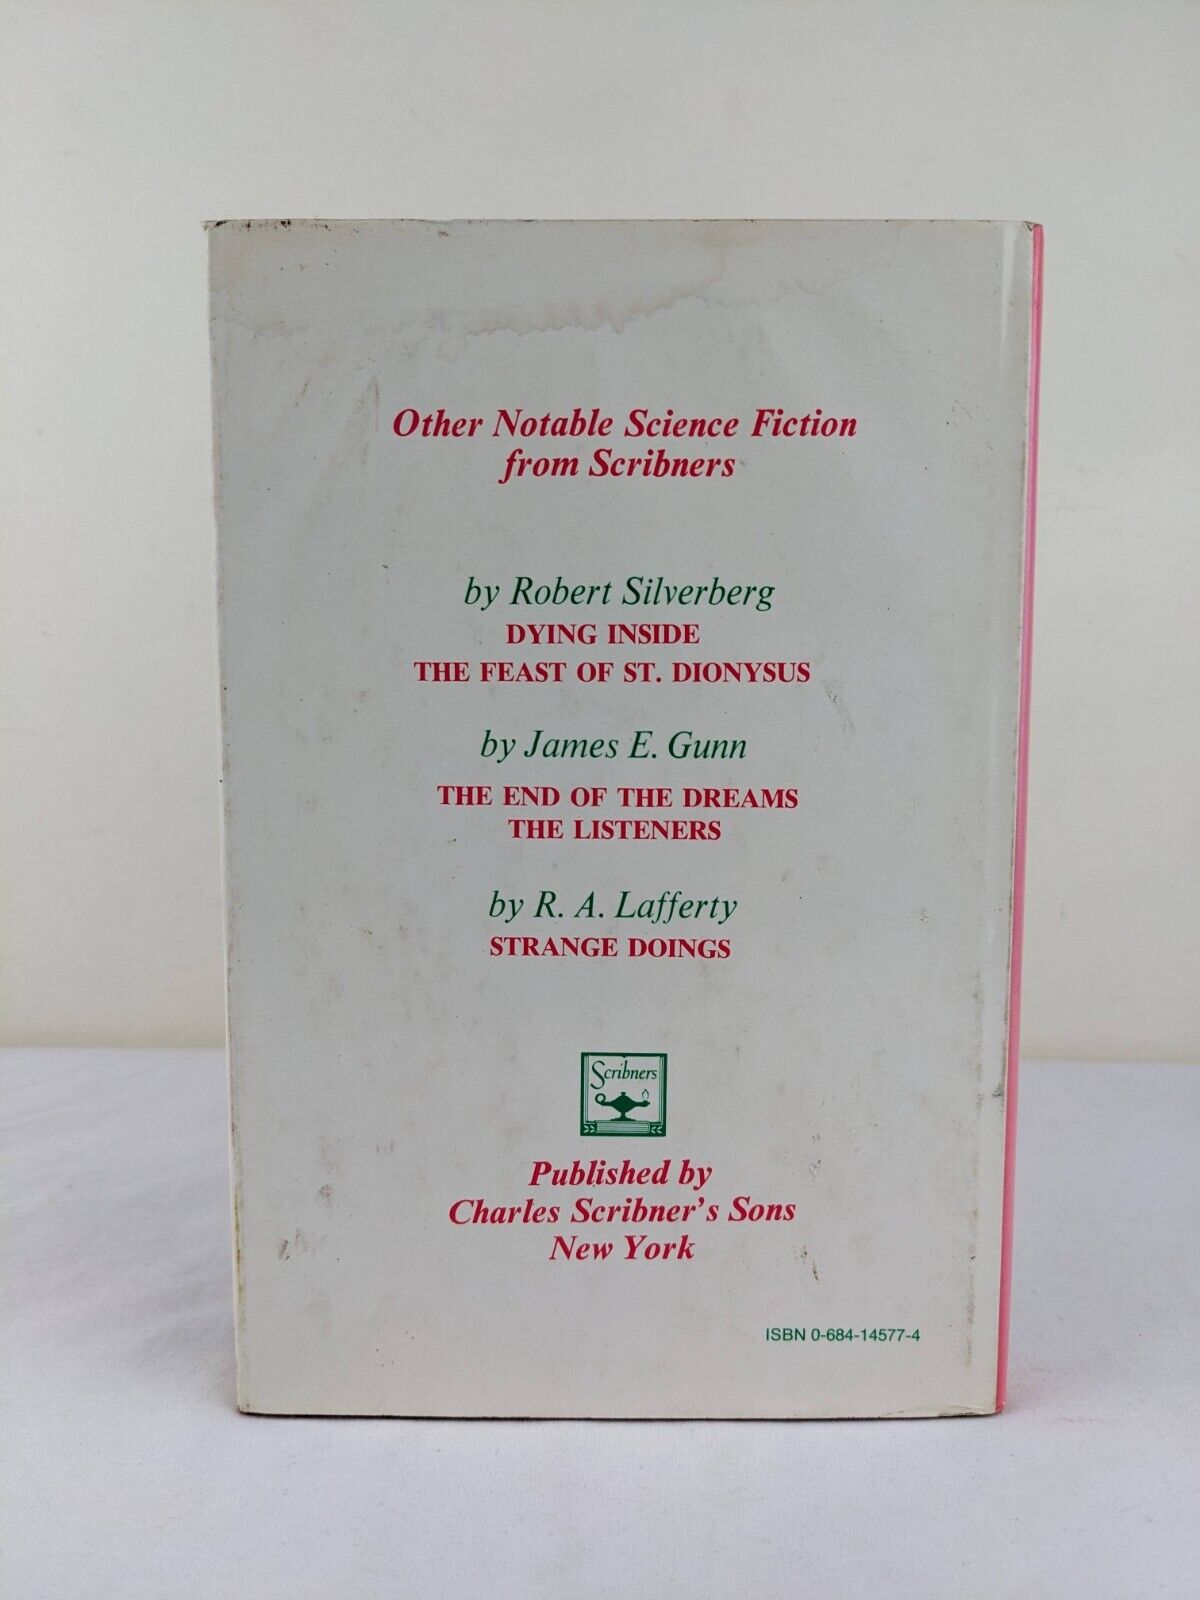 Other Notable Science Fiction
from Scribners
by Robert Silverberg
DYING INSIDE
THE FEAST OF ST. DIONYSUS
by James E. Gunn
THE END OF THE DREAMS
THE LISTENERS
by R. A. Lafferty
STRANGE DOINGS
Scribners
Published by
Charles Scribner's Sons
New York
ISBN 0-684-14577-4